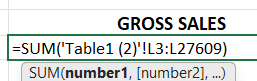 GROSS SALES
=SUM('Table1 (2)'!L3:L27609)
SUM(number1, [number2], ...)